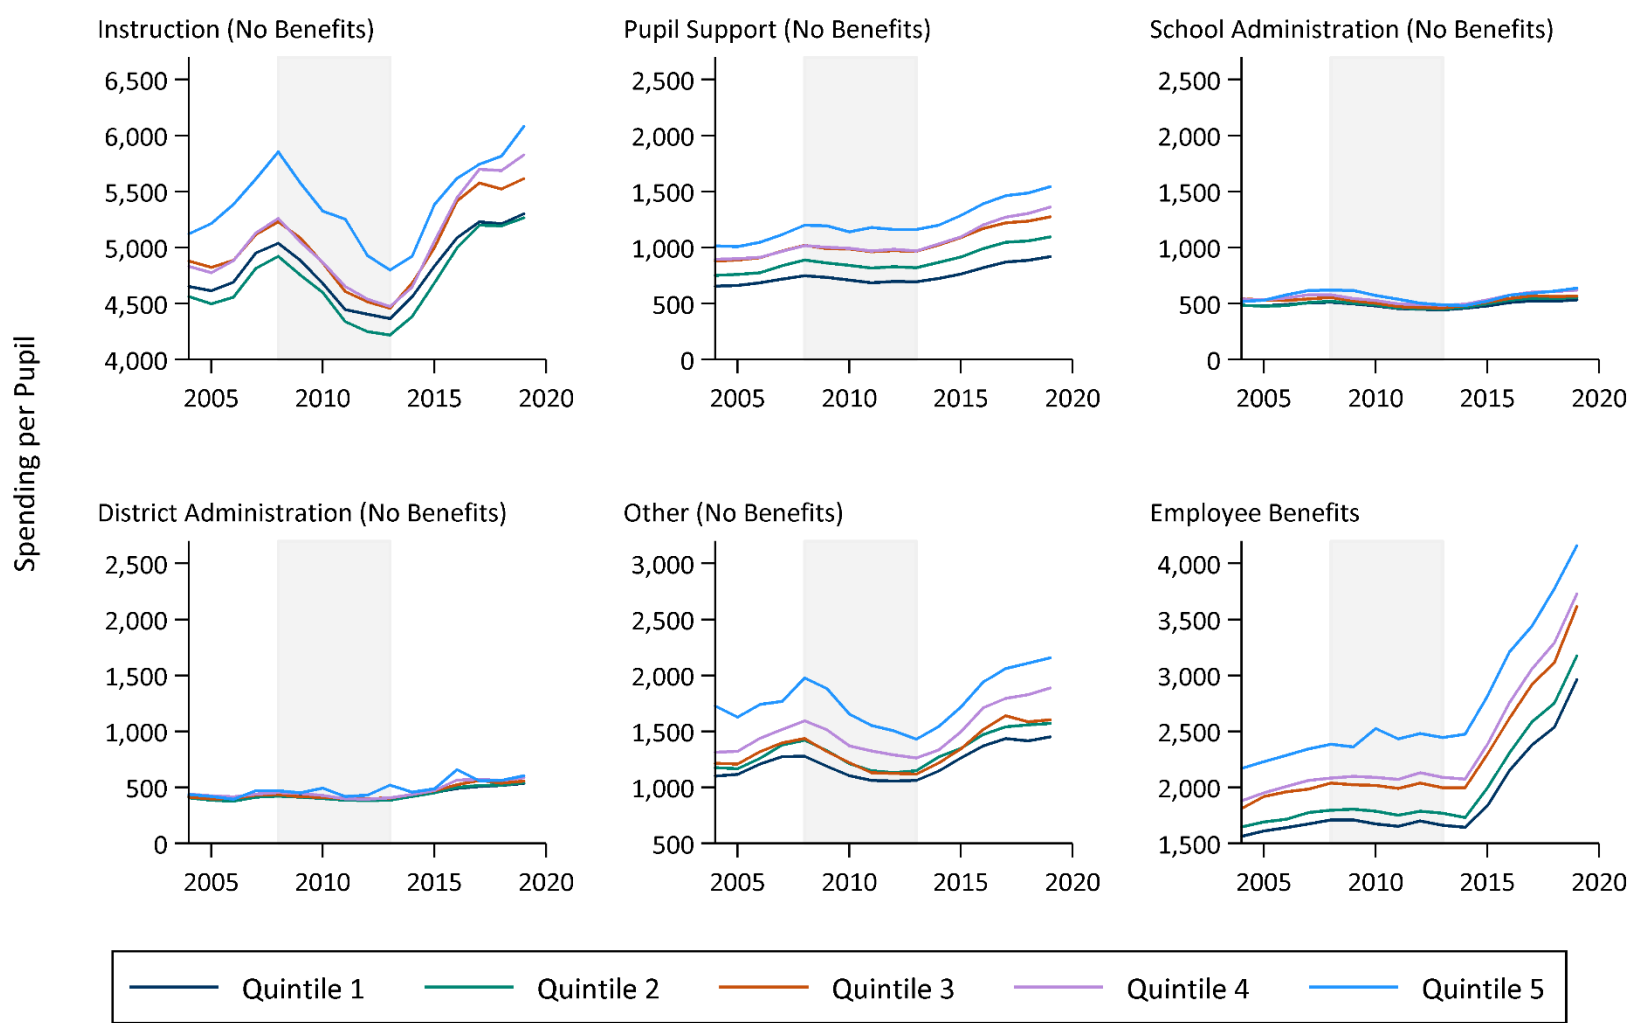 Spending per Pupil
Instruction (No Benefits)
6,500
6,000
5,500
5,000
4,500
4,000
2005 2010 2015 2020
Pupil Support (No Benefits)
2,500
2,000
1,500
1,000
500
0
2005 2010 2015 2020
School Administration (No Benefits)
2,500
2,000
1,500
1,000
500
0
2005 2010 2015 2020
District Administration (No Benefits)
2,500
2,000
1,500
1,000
500
0
2005 2010 2015 2020
Other (No Benefits)
3,000
2,500
2,000
1,500
1,000
500
2005 2010 2015 2020
Employee Benefits
4,000
3,500
3,000
2,500
2,000
1,500
2005 2010 2015 2020
Quintile 1 Quintile 2 Quintile 3 Quintile 4 Quintile 5